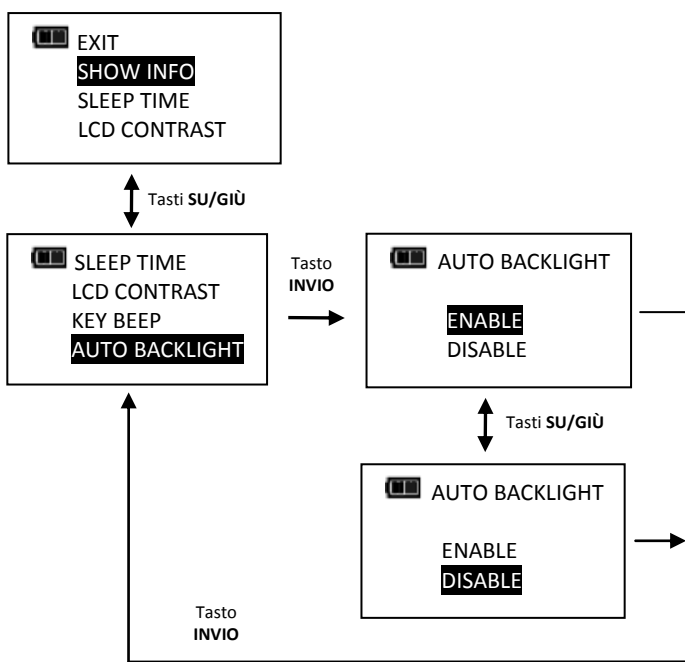 EXIT
SHOW INFO
SLEEP TIME
LCD CONTRAST
Tasti SU/GIÙ
SLEEP TIME
LCD CONTRAST
KEY BEEP
AUTO BACKLIGHT
Tasto
INVIO
AUTO BACKLIGHT
ENABLE
DISABLE
Tasti SU/GIÙ
AUTO BACKLIGHT
ENABLE
DISABLE
Tasto
INVIO